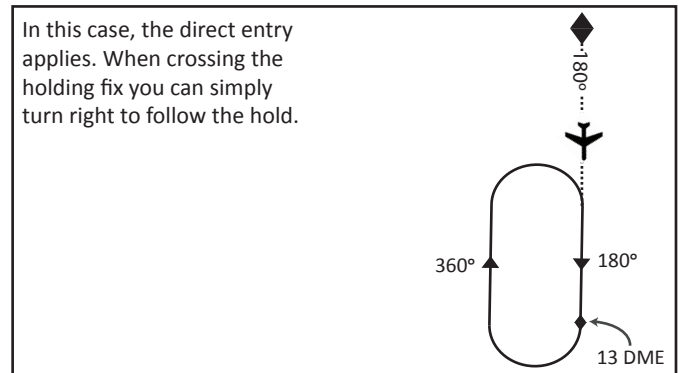 In this case, the direct entry
applies. When crossing the
holding fix you can simply
turn right to follow the hold.
180°
360°
180°
13 DME